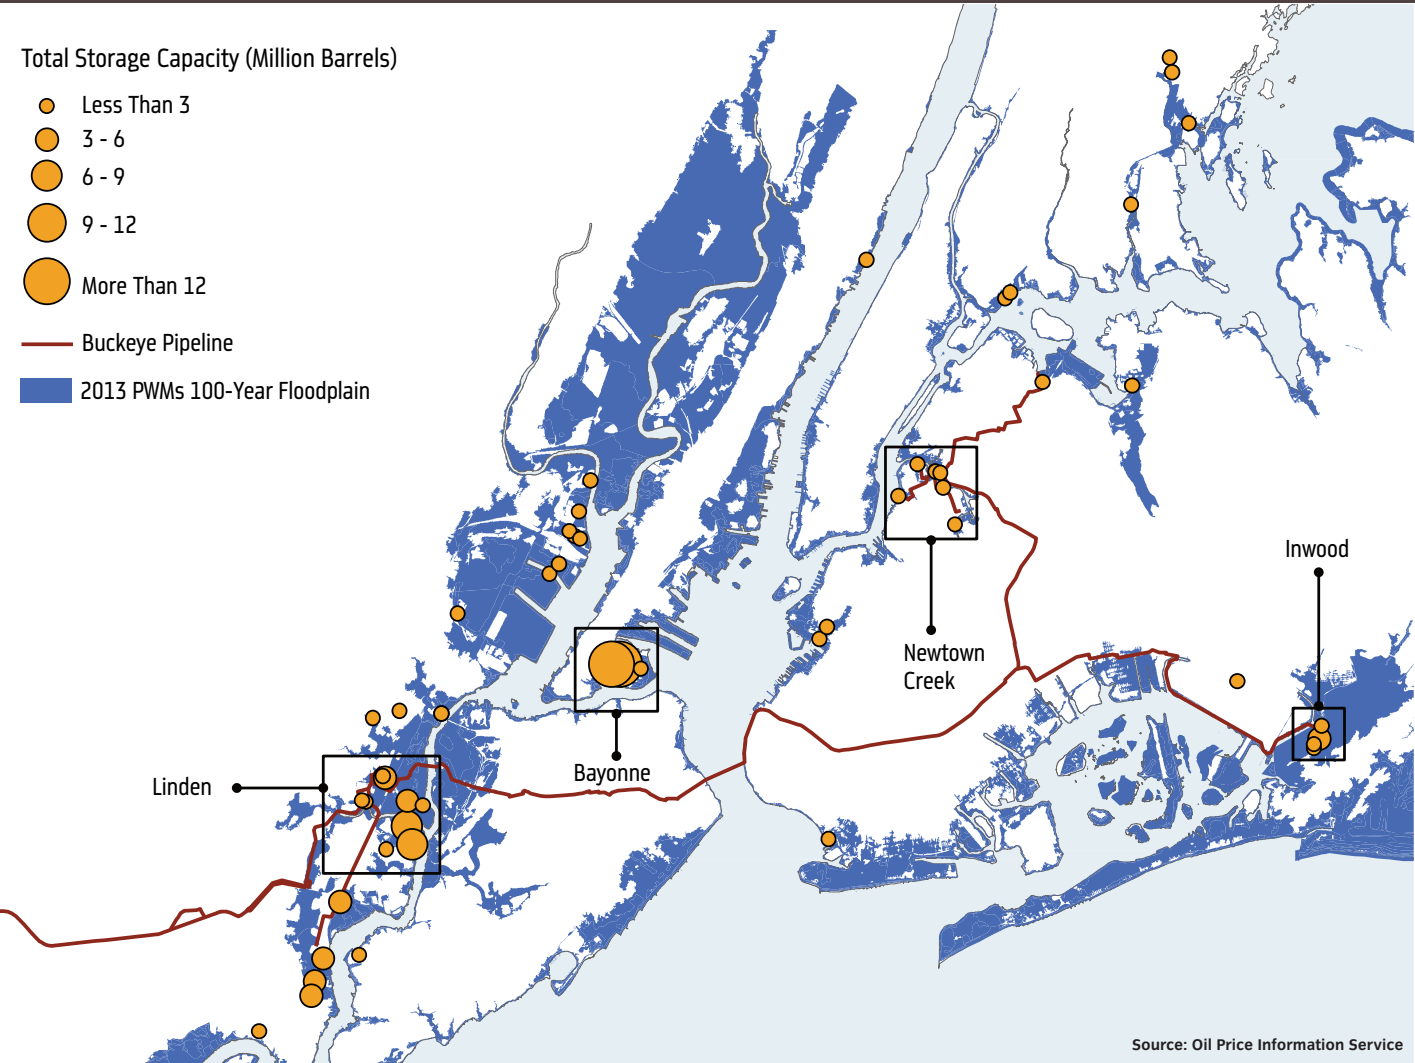 Total Storage Capacity (Million Barrels)
Less Than 3
3 - 6
6 - 9
9 - 12
More Than 12
Buckeye Pipeline
2013 PWMs 100-Year Floodplain
Inwood
Newtown
Creek
Bayonne
Linden
Source: Oil Price Information Service